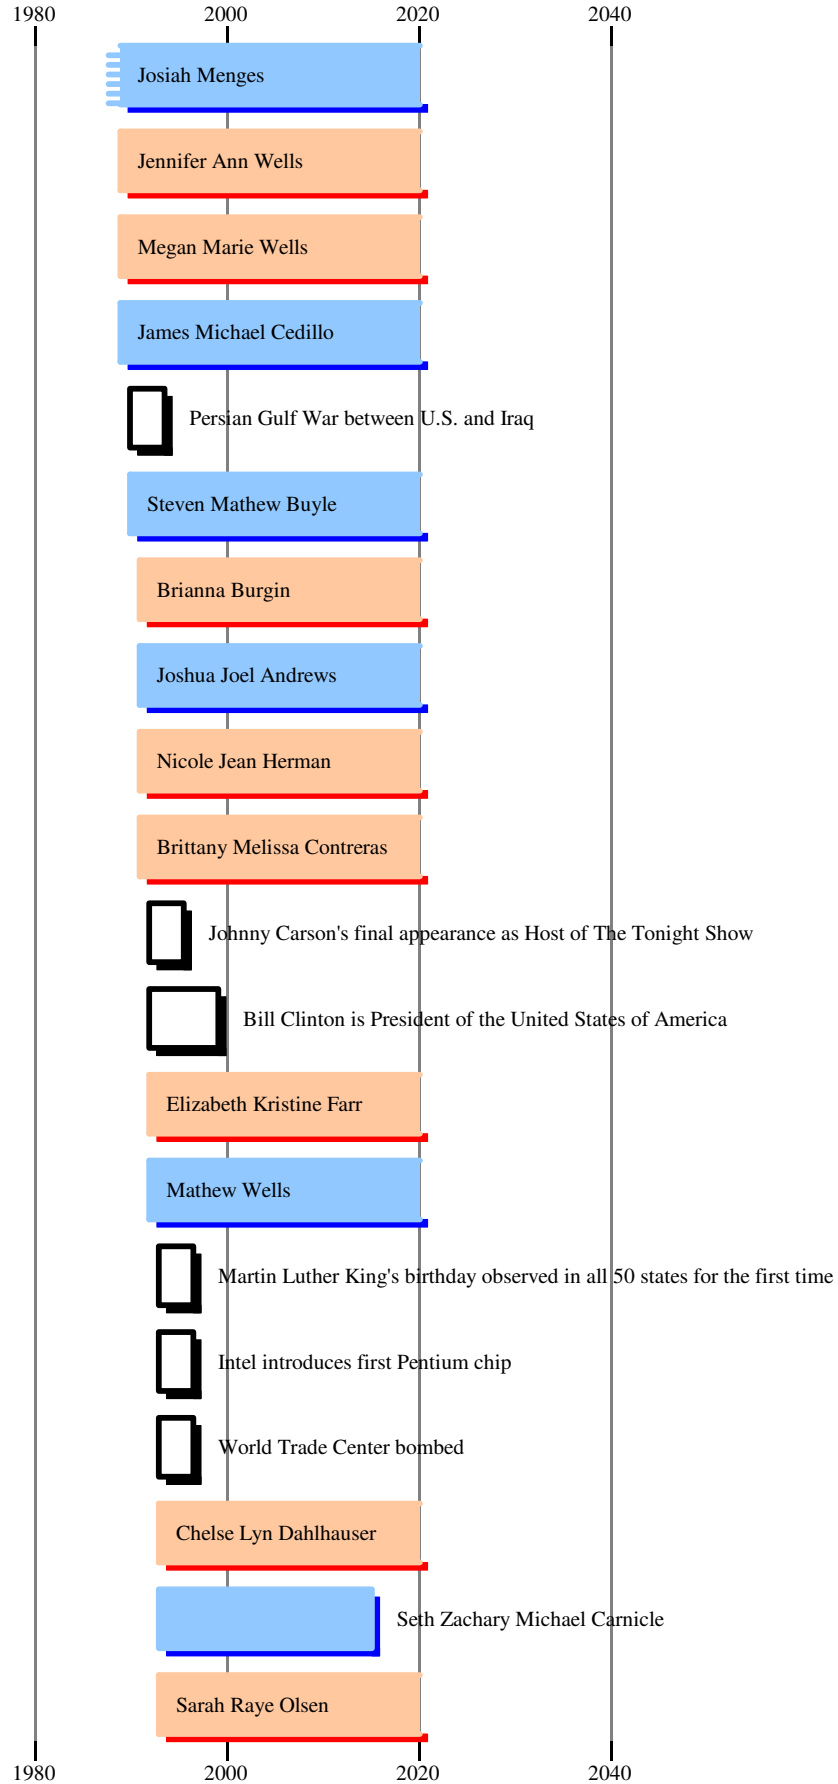 1980 2000 2020 2040
Josiah Menges
Jennifer Ann Wells
Megan Marie Wells
James Michael Cedillo
Persian Gulf War between U.S. and Iraq
Steven Mathew Buyle
Brianna Burgin
Joshua Joel Andrews
Nicole Jean Herman
Brittany Melissa Contreras
Johnny Carson's final appearance as Host of The Tonight Show
Bill Clinton is President of the United States of America
Elizabeth Kristine Farr
Mathew Wells
Martin Luther King's birthday observed in all 50 states for the first time
Intel introduces first Pentium chip
World Trade Center bombed
Chelse Lyn Dahlhauser
Seth Zachary Michael Carnicle
Sarah Raye Olsen
1980 2000 2020 2040